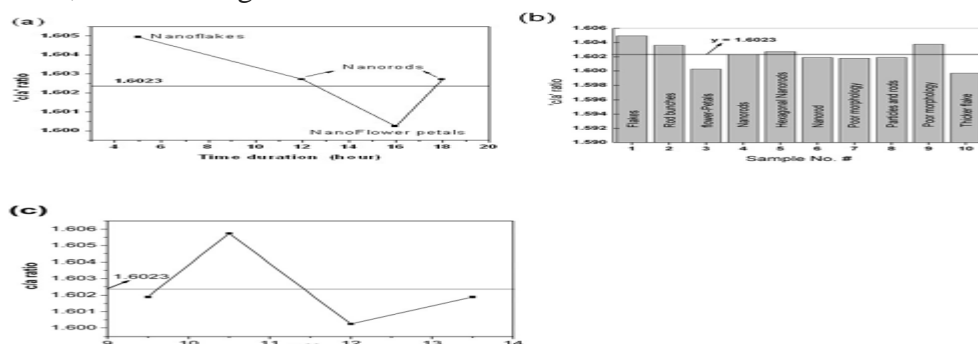 (a)
1.605
1.604
1.603
1.602
1.601
1.600
'c/a' ratio
Nanoflakes
Nanorods
1.6023
NanoFlower petals
4 6 8 10 12 14 16 18 20
Time duration (hour)
(b)
1.606
1.604
1.602
1.600
1.598
1.596
1.594
1.592
1.590
'c/a' ratio
y = 1.6023
Flakes
Rod bunches
flower-Petals
Nanorods
Hexagonal Nanorods
Nanorod
Poor morphology
Particles and rods
Poor morphology
Thicker flake
1 2 3 4 5 6 7 8 9 10
Sample No. #
(c)
1.606
1.605
1.604
1.603
1.602
1.601
1.600
c/a ratio
1.6023
9 10 11 12 13 14